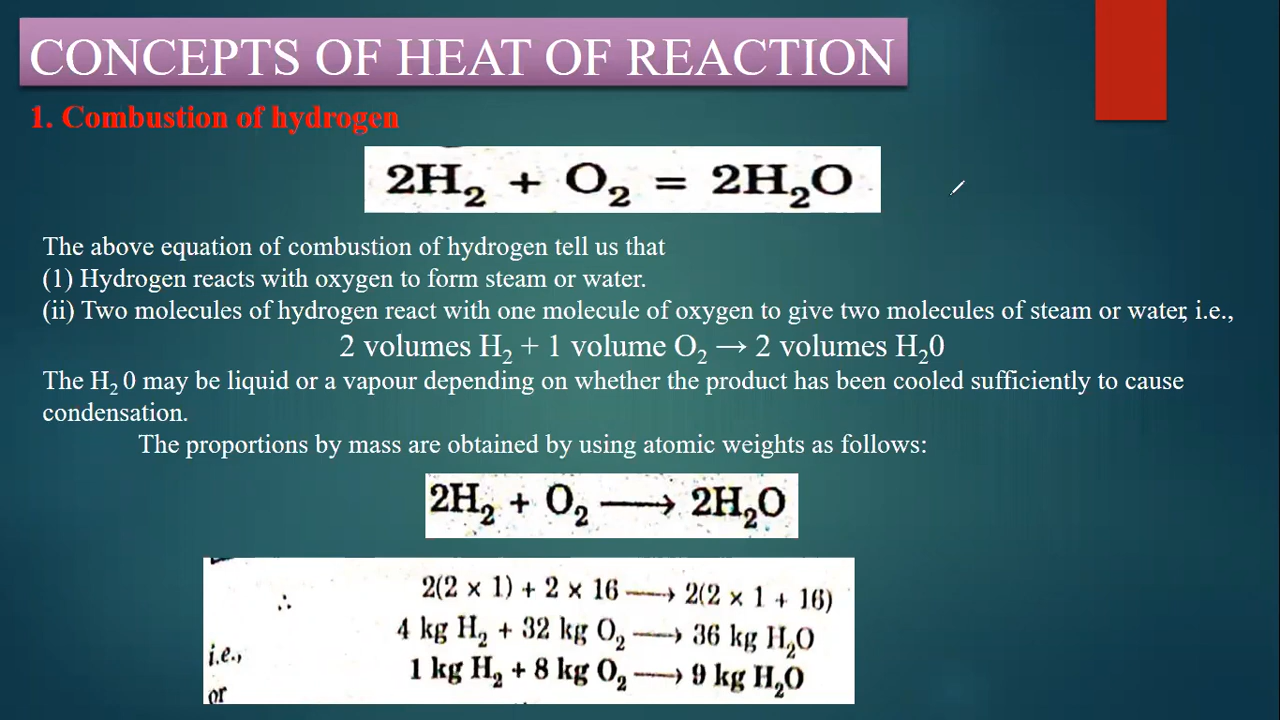 CONCEPTS OF HEAT OF REACTION
1. Combustion of hydrogen
2H₂ + O₂ = 2H₂O
The above equation of combustion of hydrogen tell us that
(1) Hydrogen reacts with oxygen to form steam or water.
(ii) Two molecules of hydrogen react with one molecule of oxygen to give two molecules of steam or water, i.e.,
2 volumes H₂ + 1 volume O₂ → 2 volumes H₂0
The H₂ 0 may be liquid or a vapour depending on whether the product has been cooled sufficiently to cause
condensation.
The proportions by mass are obtained by using atomic weights as follows:
2H₂ + O₂ ⟶ 2H₂O
∴ 2(2 × 1) + 2 × 16 ⟶ 2(2 × 1 + 16)
i.e., 4 kg H₂ + 32 kg O₂ ⟶ 36 kg H₂O
or 1 kg H₂ + 8 kg O₂ ⟶ 9 kg H₂O